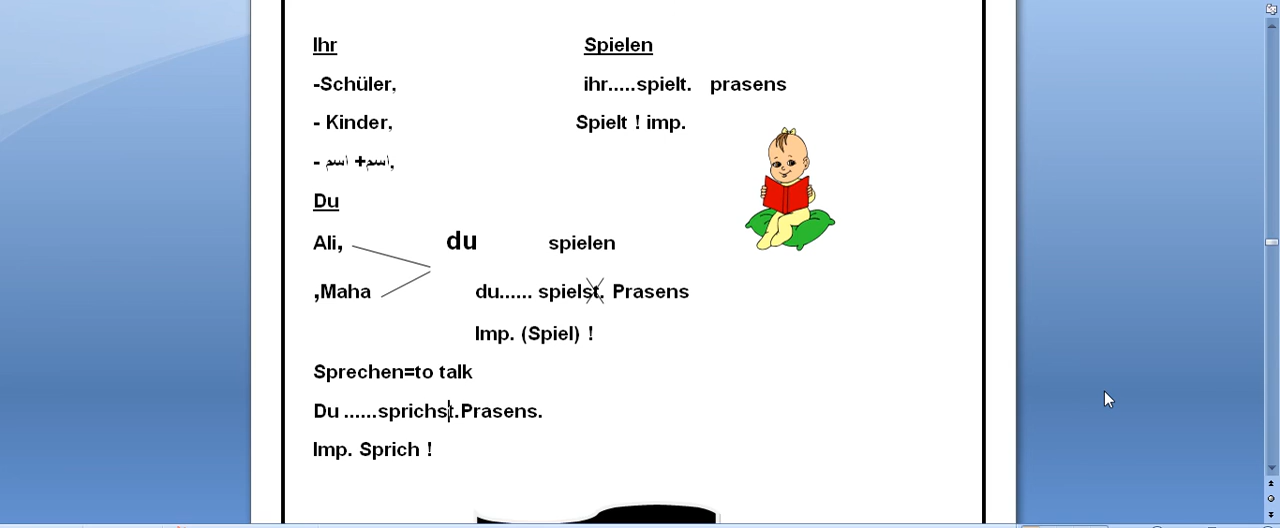 Ihr Spielen
-Schüler, ihr.....spielt. prasens
- Kinder, Spielt ! imp.
- اسم+ اسم,
Du
Ali, du spielen
,Maha du...... spielst. Prasens
Imp. (Spiel) !
Sprechen=to talk
Du ......sprichst.Prasens.
Imp. Sprich !